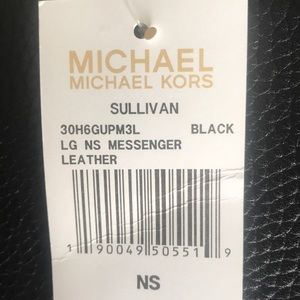 MICHAEL
MICHAEL KORS
SULLIVAN
30H6GUPM3L BLACK
LG NS MESSENGER
LEATHER
1 90049 50551 9
NS